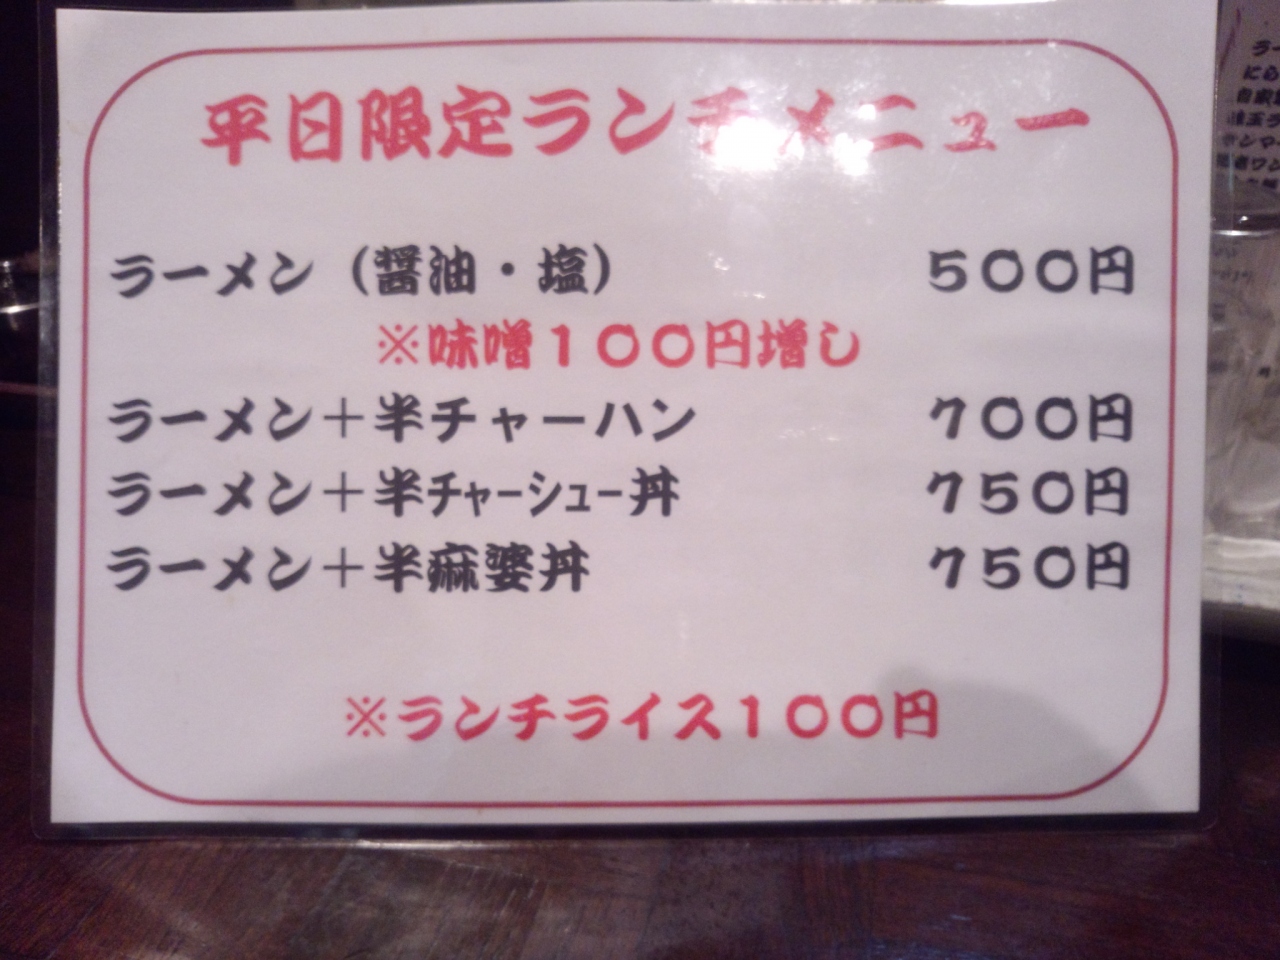 平日限定ランチメニュー
ラーメン（醤油・塩） ５００円
※味噌１００円増し
ラーメン＋半チャーハン ７００円
ラーメン＋半ﾁｬｰｼｭｰ丼 ７５０円
ラーメン＋半麻婆丼 ７５０円
※ランチライス１００円